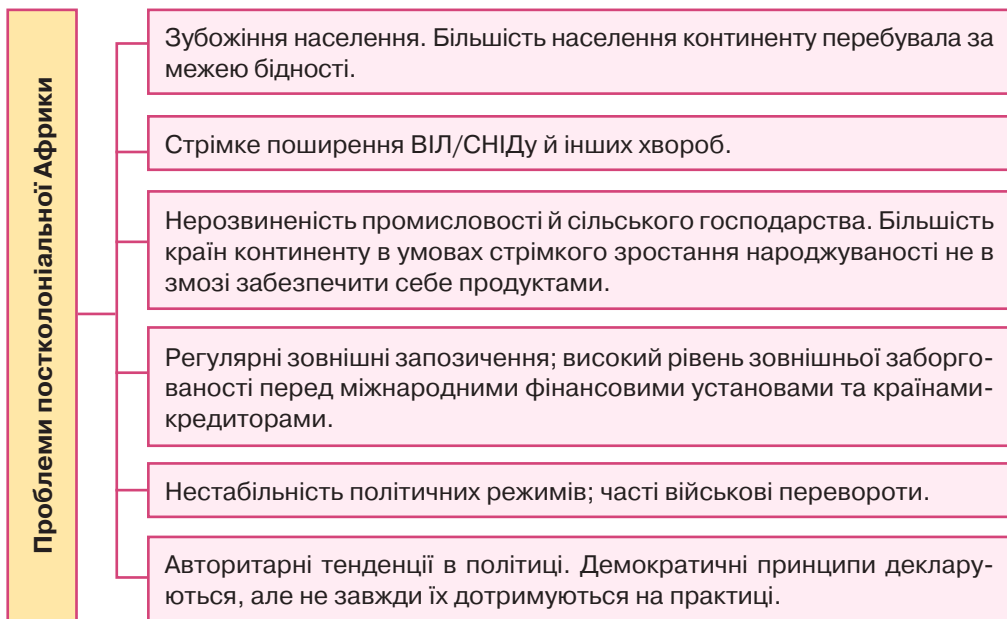 Проблеми постколоніальної Африки
Зубожіння населення. Більшість населення континенту перебувала за
межею бідності.
Стрімке поширення ВІЛ/СНІДу й інших хвороб.
Нерозвиненість промисловості й сільського господарства. Більшість
країн континенту в умовах стрімкого зростання народжуваності не в
змозі забезпечити себе продуктами.
Регулярні зовнішні запозичення; високий рівень зовнішньої заборго-
ваності перед міжнародними фінансовими установами та країнами-
кредиторами.
Нестабільність політичних режимів; часті військові перевороти.
Авторитарні тенденції в політиці. Демократичні принципи деклару-
ються, але не завжди їх дотримуються на практиці.